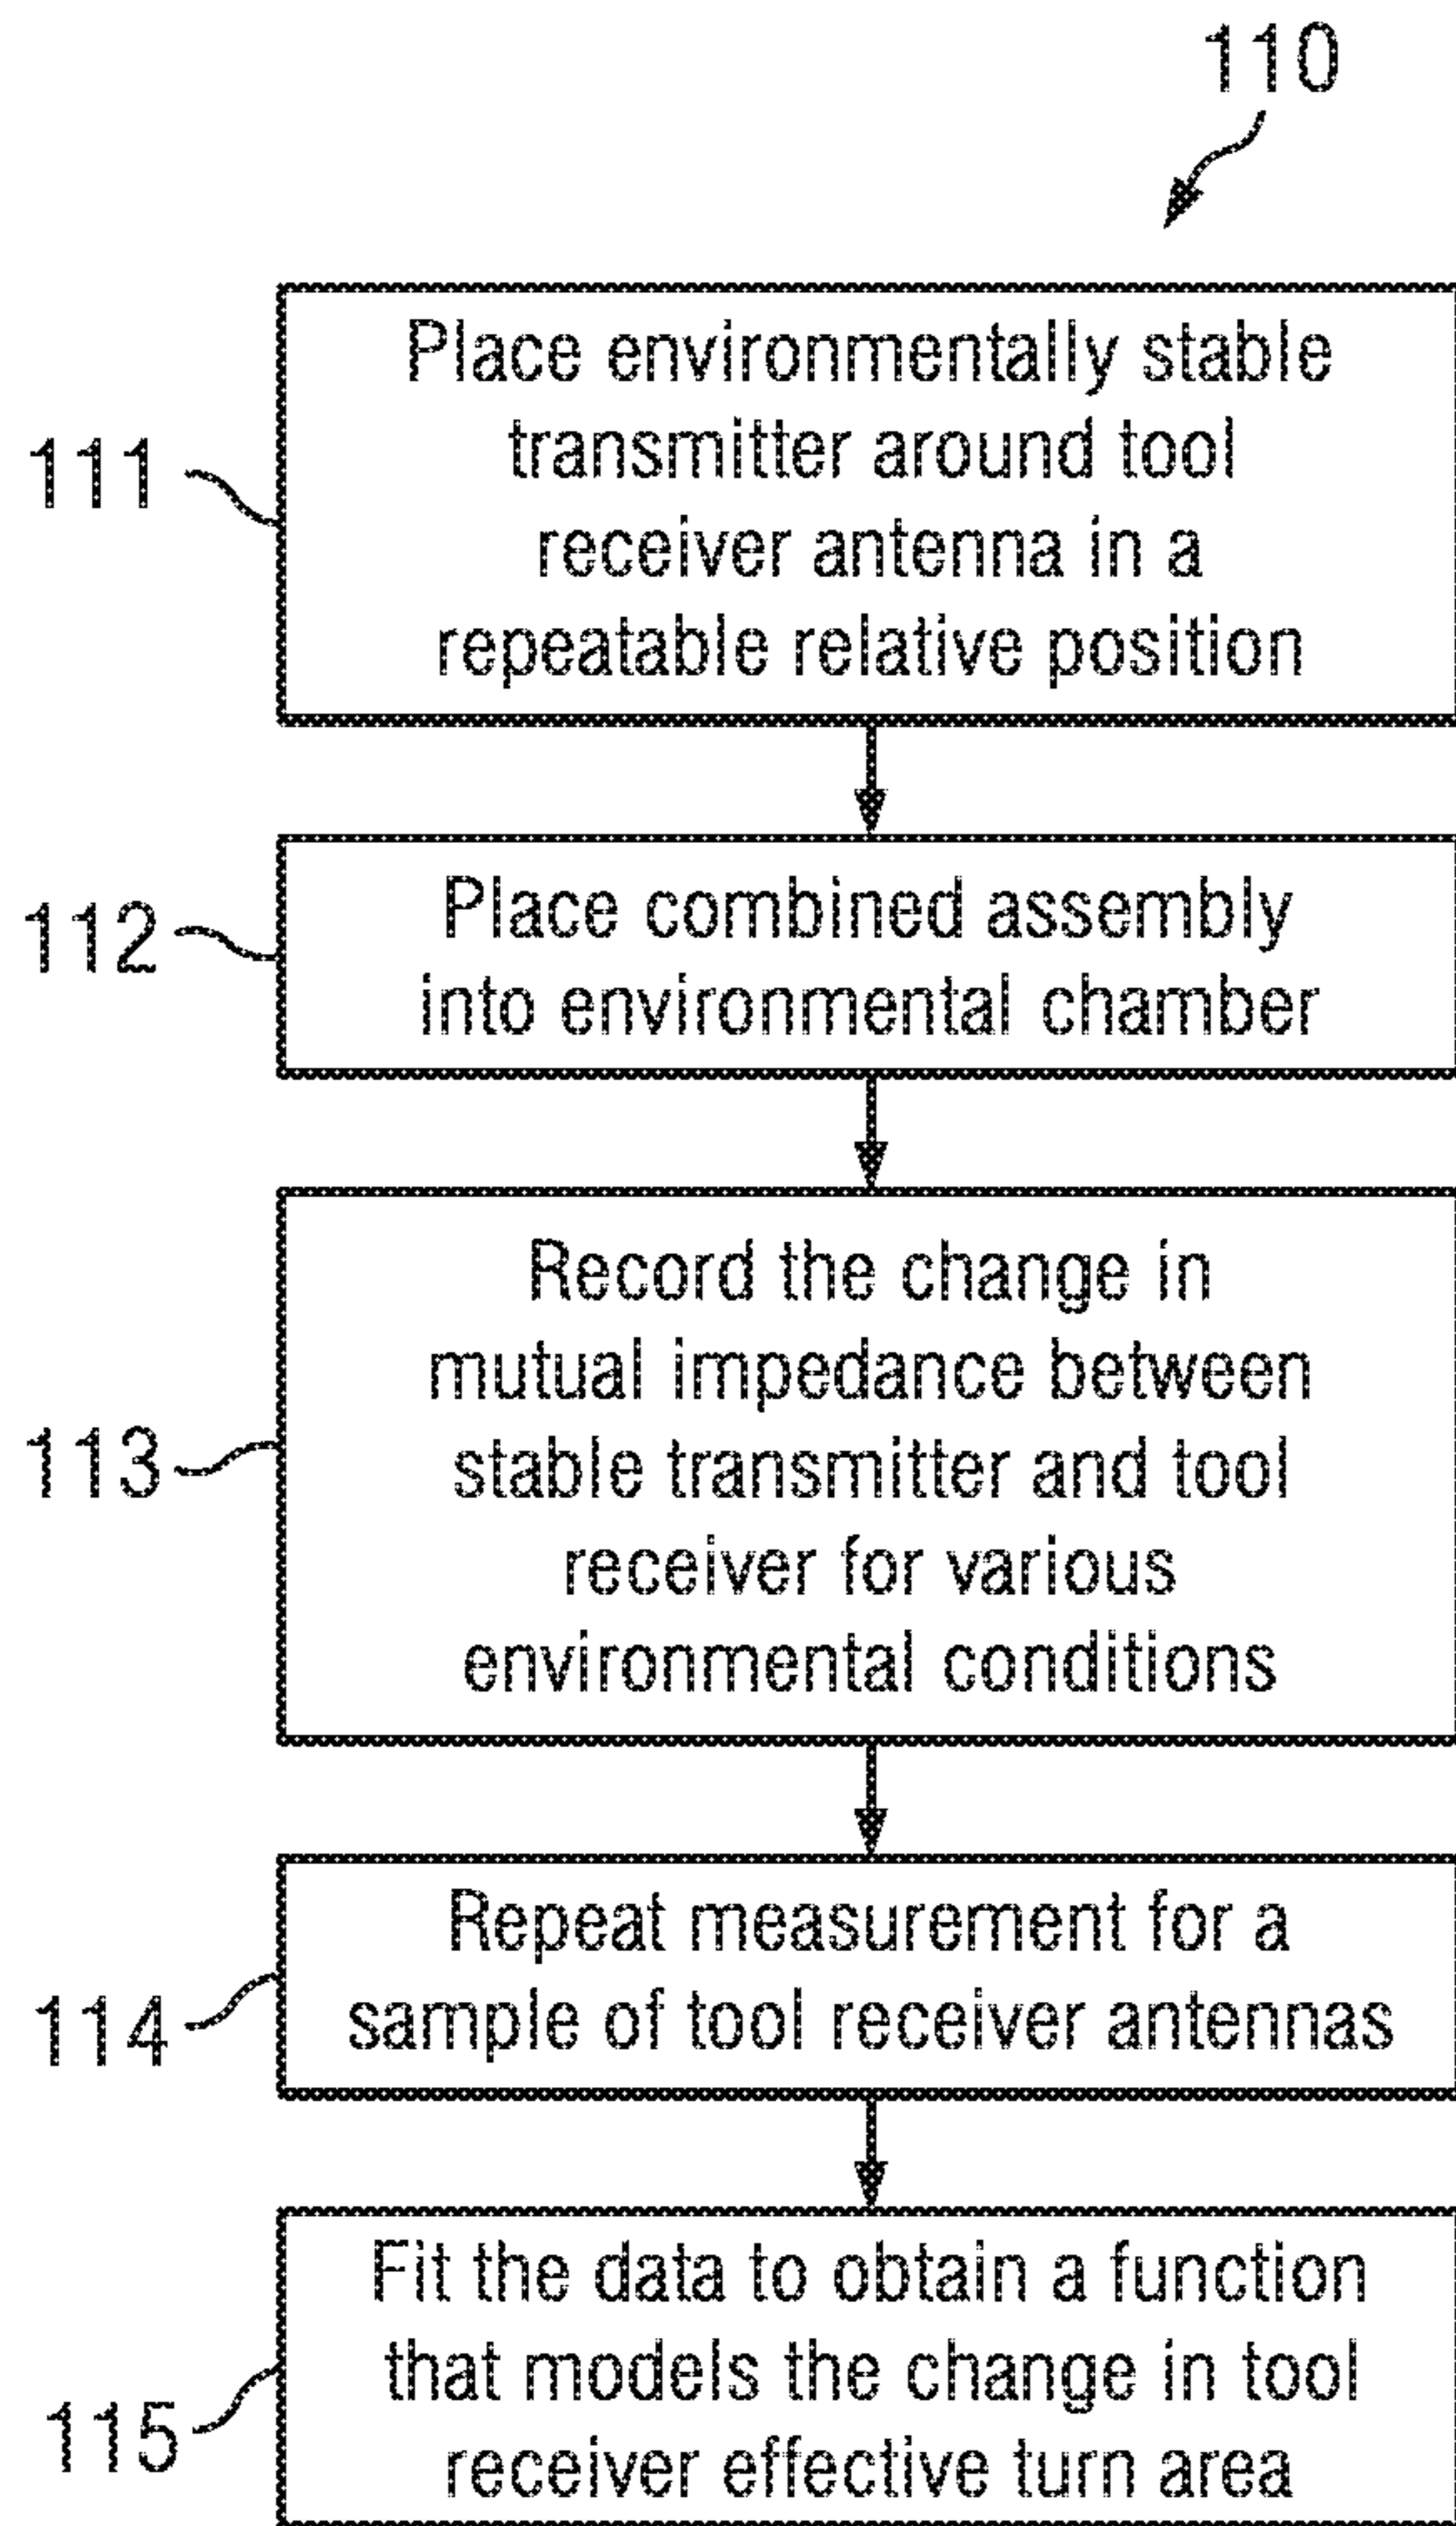 110
111
Place environmentally stable
transmitter around tool
receiver antenna in a
repeatable relative position
112
Place combined assembly
into environmental chamber
113
Record the change in
mutual impedance between
stable transmitter and tool
receiver for various
environmental conditions
114
Repeat measurement for a
sample of tool receiver antennas
115
Fit the data to obtain a function
that models the change in tool
receiver effective turn area